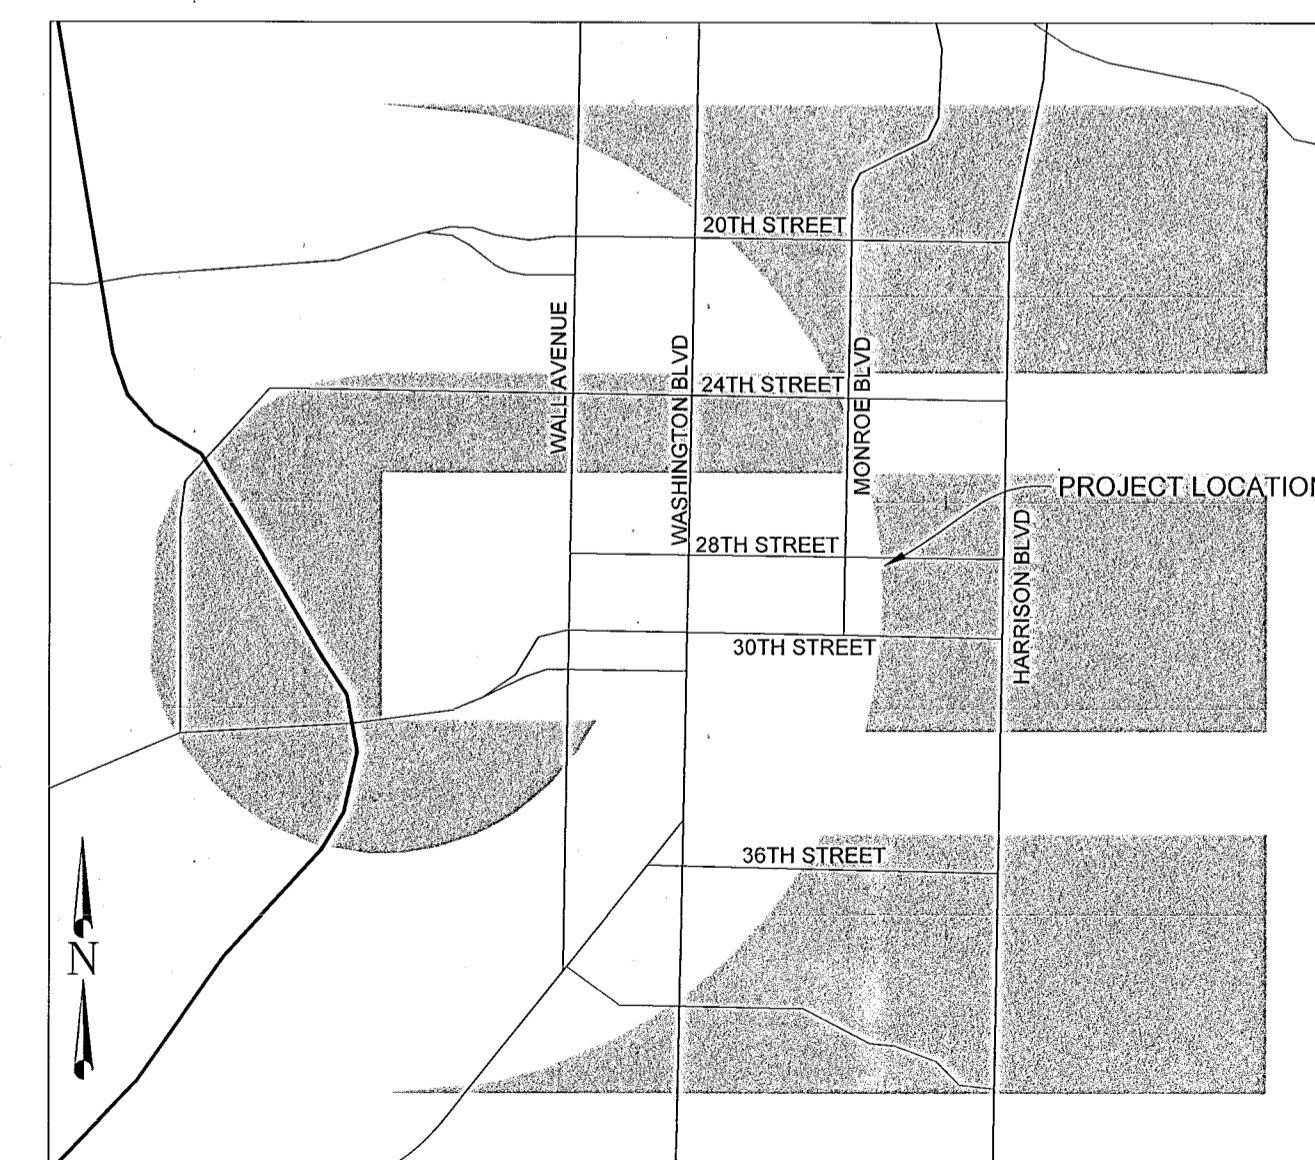 20TH STREET
WALL AVENUE
WASHINGTON BLVD
24TH STREET
MONROE BLVD
PROJECT LOCATION
28TH STREET
HARRISON BLVD
30TH STREET
36TH STREET
N